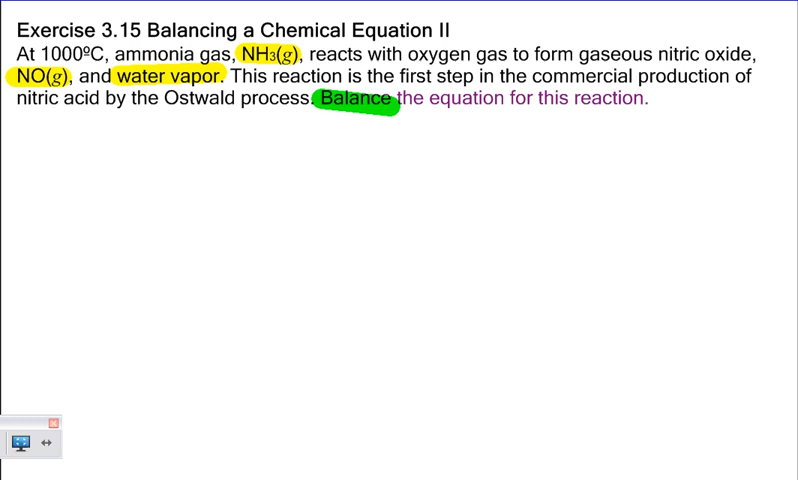 Exercise 3.15 Balancing a Chemical Equation II
At 1000ºC, ammonia gas, NH3(g), reacts with oxygen gas to form gaseous nitric oxide,
NO(g), and water vapor. This reaction is the first step in the commercial production of
nitric acid by the Ostwald process. Balance the equation for this reaction.